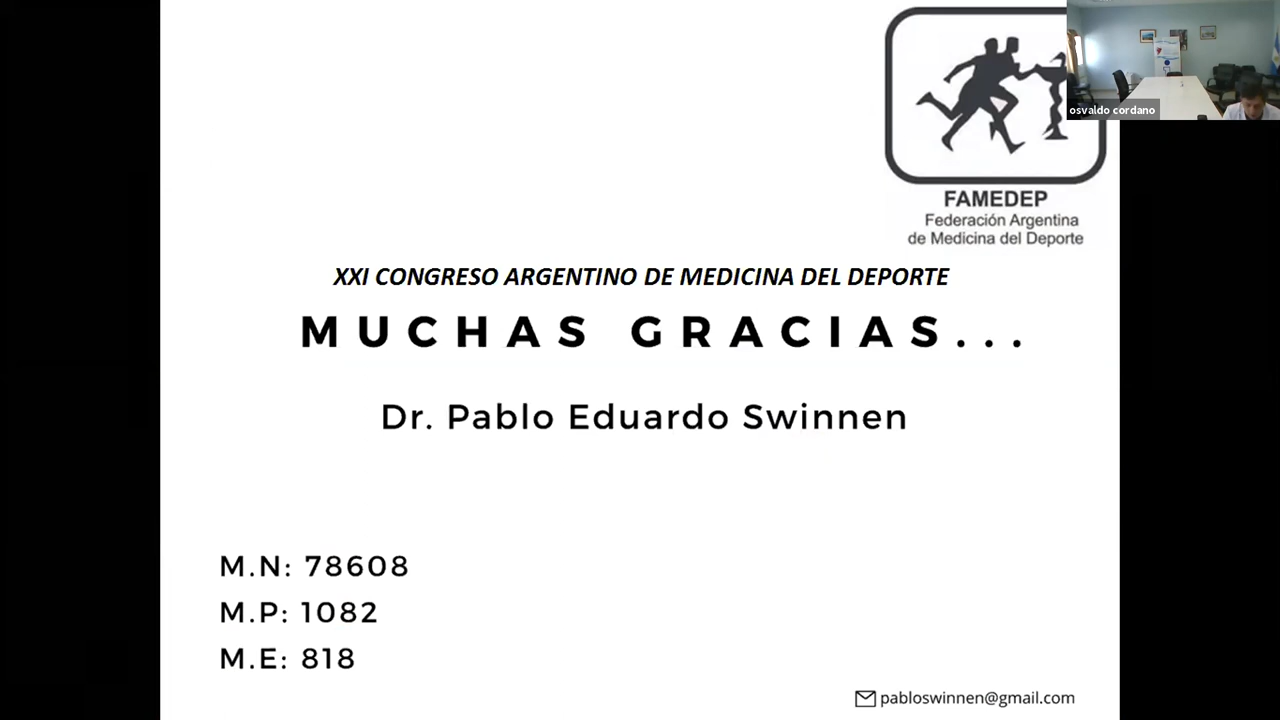 osvaldo cordano
FAMEDEP
Federación Argentina
de Medicina del Deporte
XXI CONGRESO ARGENTINO DE MEDICINA DEL DEPORTE
MUCHAS GRACIAS...
Dr. Pablo Eduardo Swinnen
M.N: 78608
M.P: 1082
M.E: 818
pabloswinnen@gmail.com